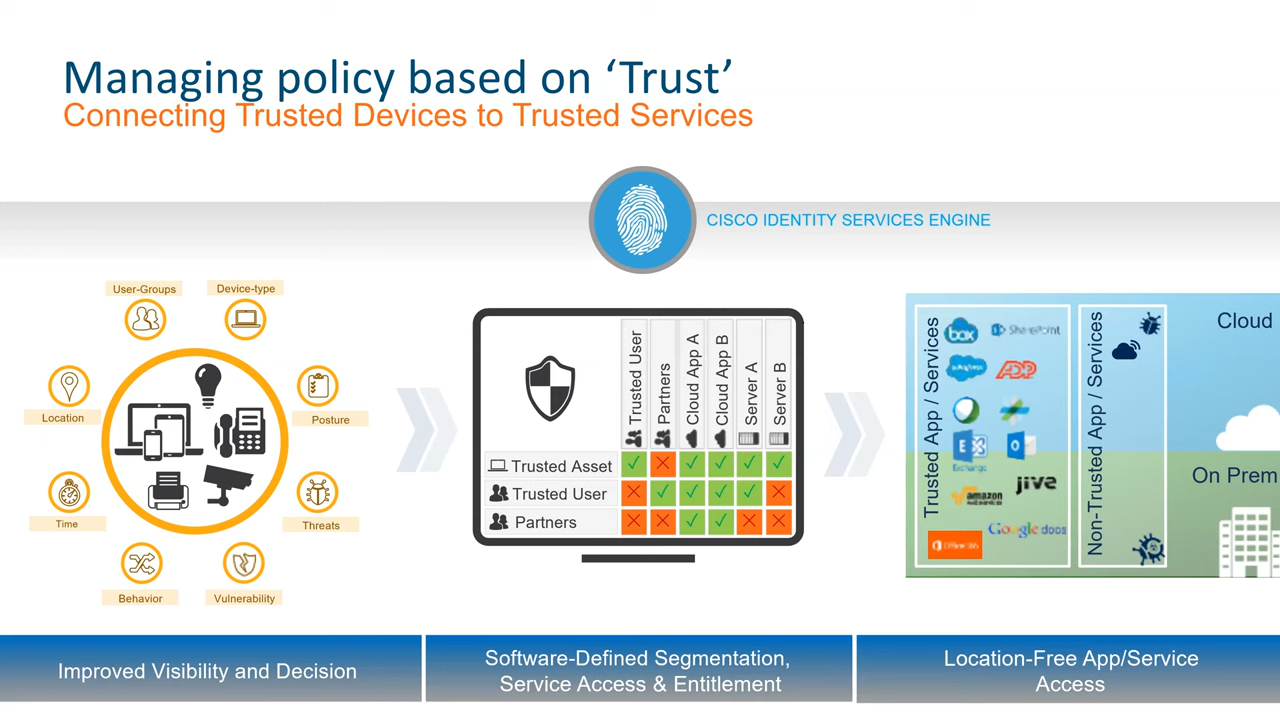 Managing policy based on ‘Trust’
Connecting Trusted Devices to Trusted Services
CISCO IDENTITY SERVICES ENGINE
User-Groups
Device-type
Location
Posture
Time
Threats
Behavior
Vulnerability
Trusted User
Partners
Cloud App A
Cloud App B
Server A
Server B
Trusted Asset
Trusted User
Partners
Trusted App / Services
box
SharePoint
salesforce
ADP
Exchange
amazon
jive
Google docs
Office 365
Non-Trusted App / Services
Cloud
On Prem
Improved Visibility and Decision
Software-Defined Segmentation,
Service Access & Entitlement
Location-Free App/Service
Access